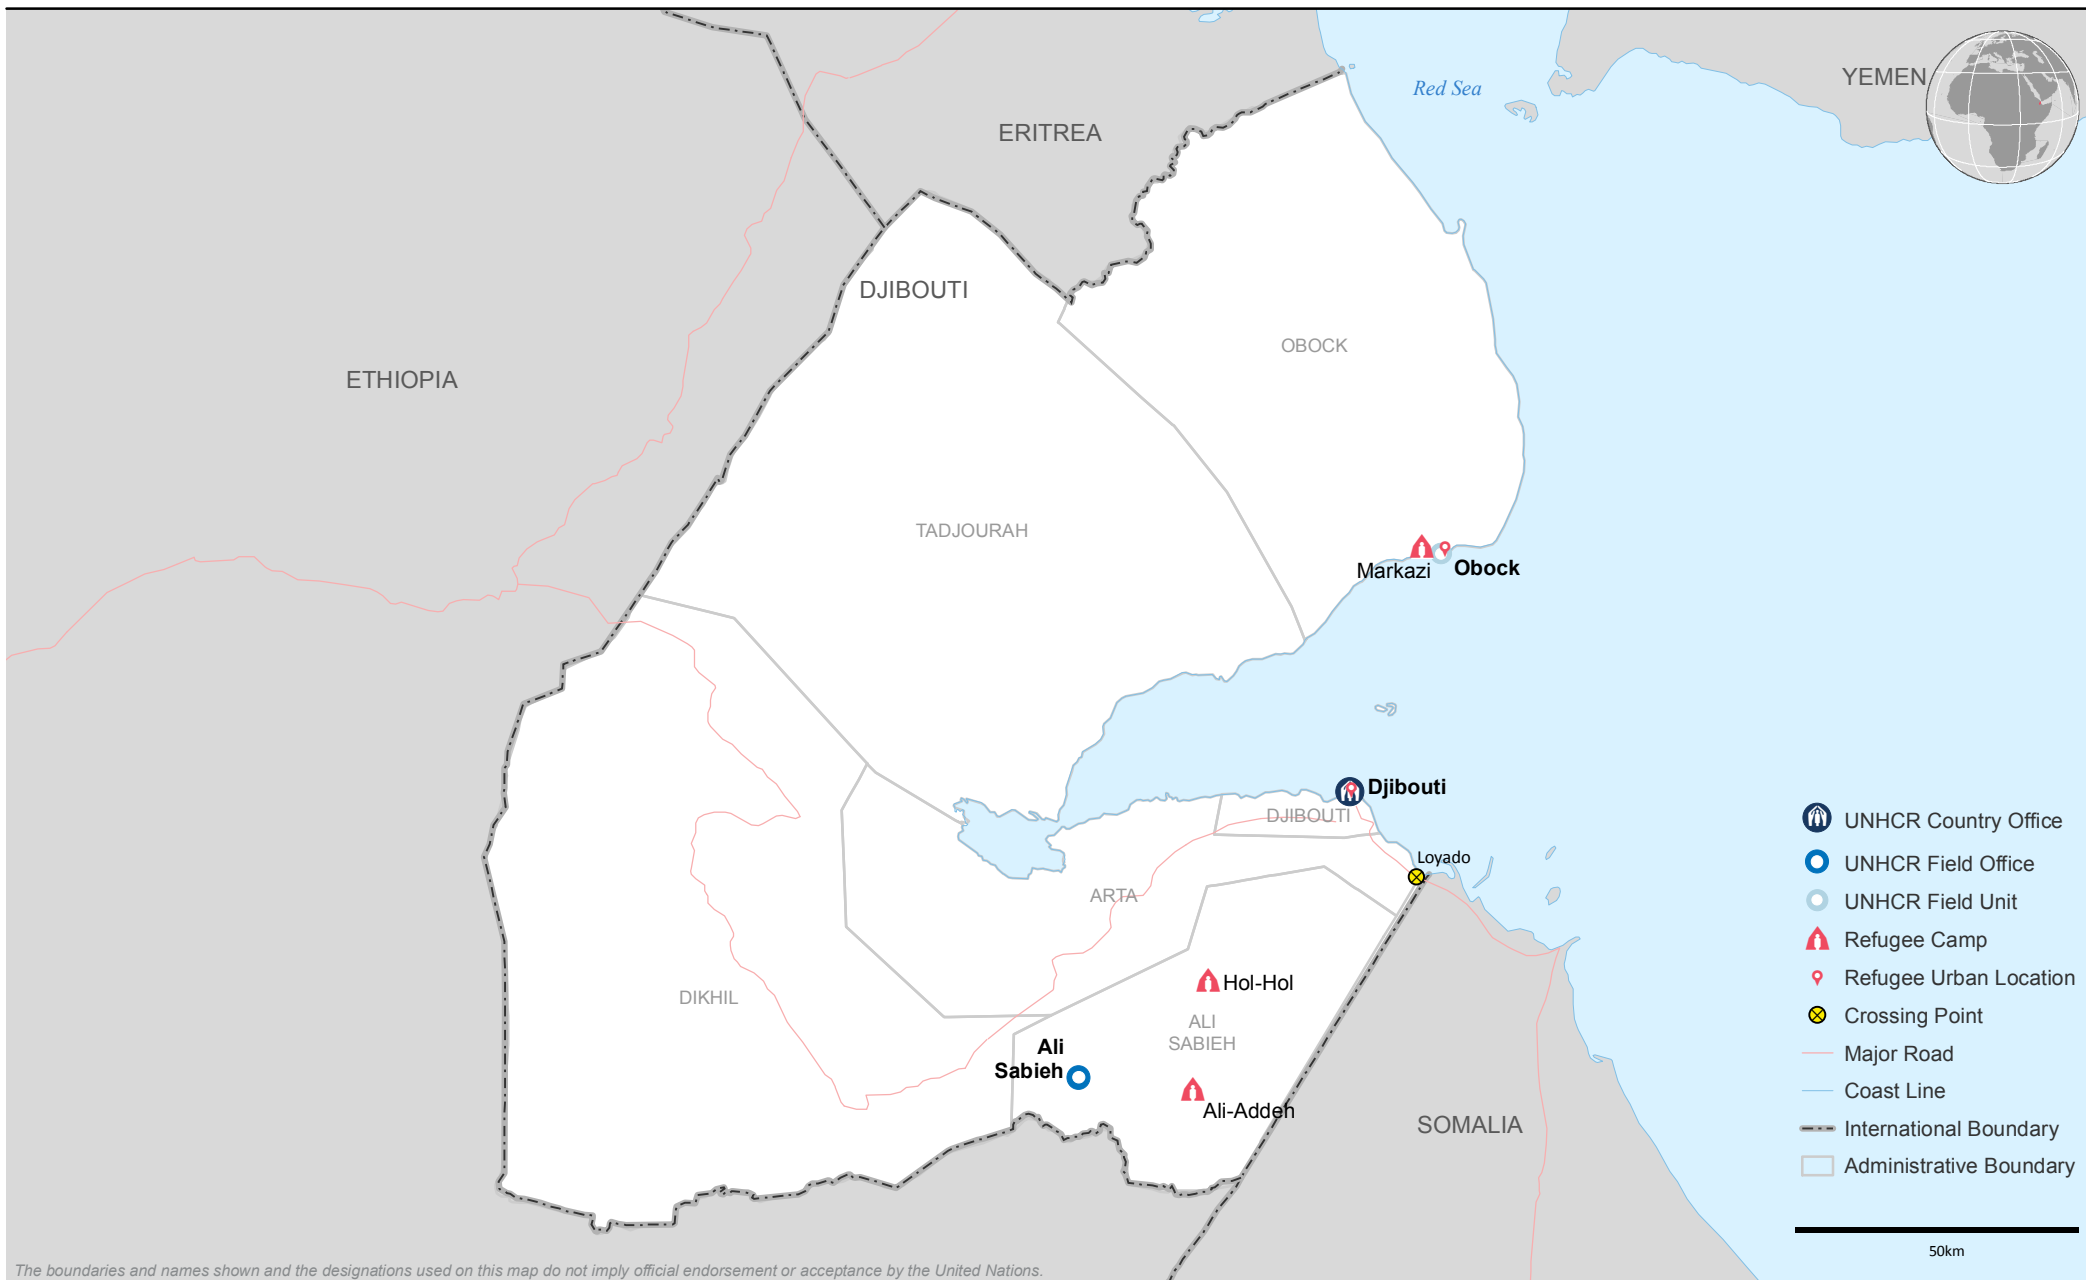 Red Sea
YEMEN
ERITREA
DJIBOUTI
OBOCK
ETHIOPIA
TADJOURAH
Markazi
Obock
Djibouti
DJIBOUTI
Loyado
ARTA
Hol-Hol
DIKHIL
ALI
SABIEH
Ali
Sabieh
Ali-Addeh
SOMALIA
UNHCR Country Office
UNHCR Field Office
UNHCR Field Unit
Refugee Camp
Refugee Urban Location
Crossing Point
Major Road
Coast Line
International Boundary
Administrative Boundary
50km
The boundaries and names shown and the designations used on this map do not imply official endorsement or acceptance by the United Nations.